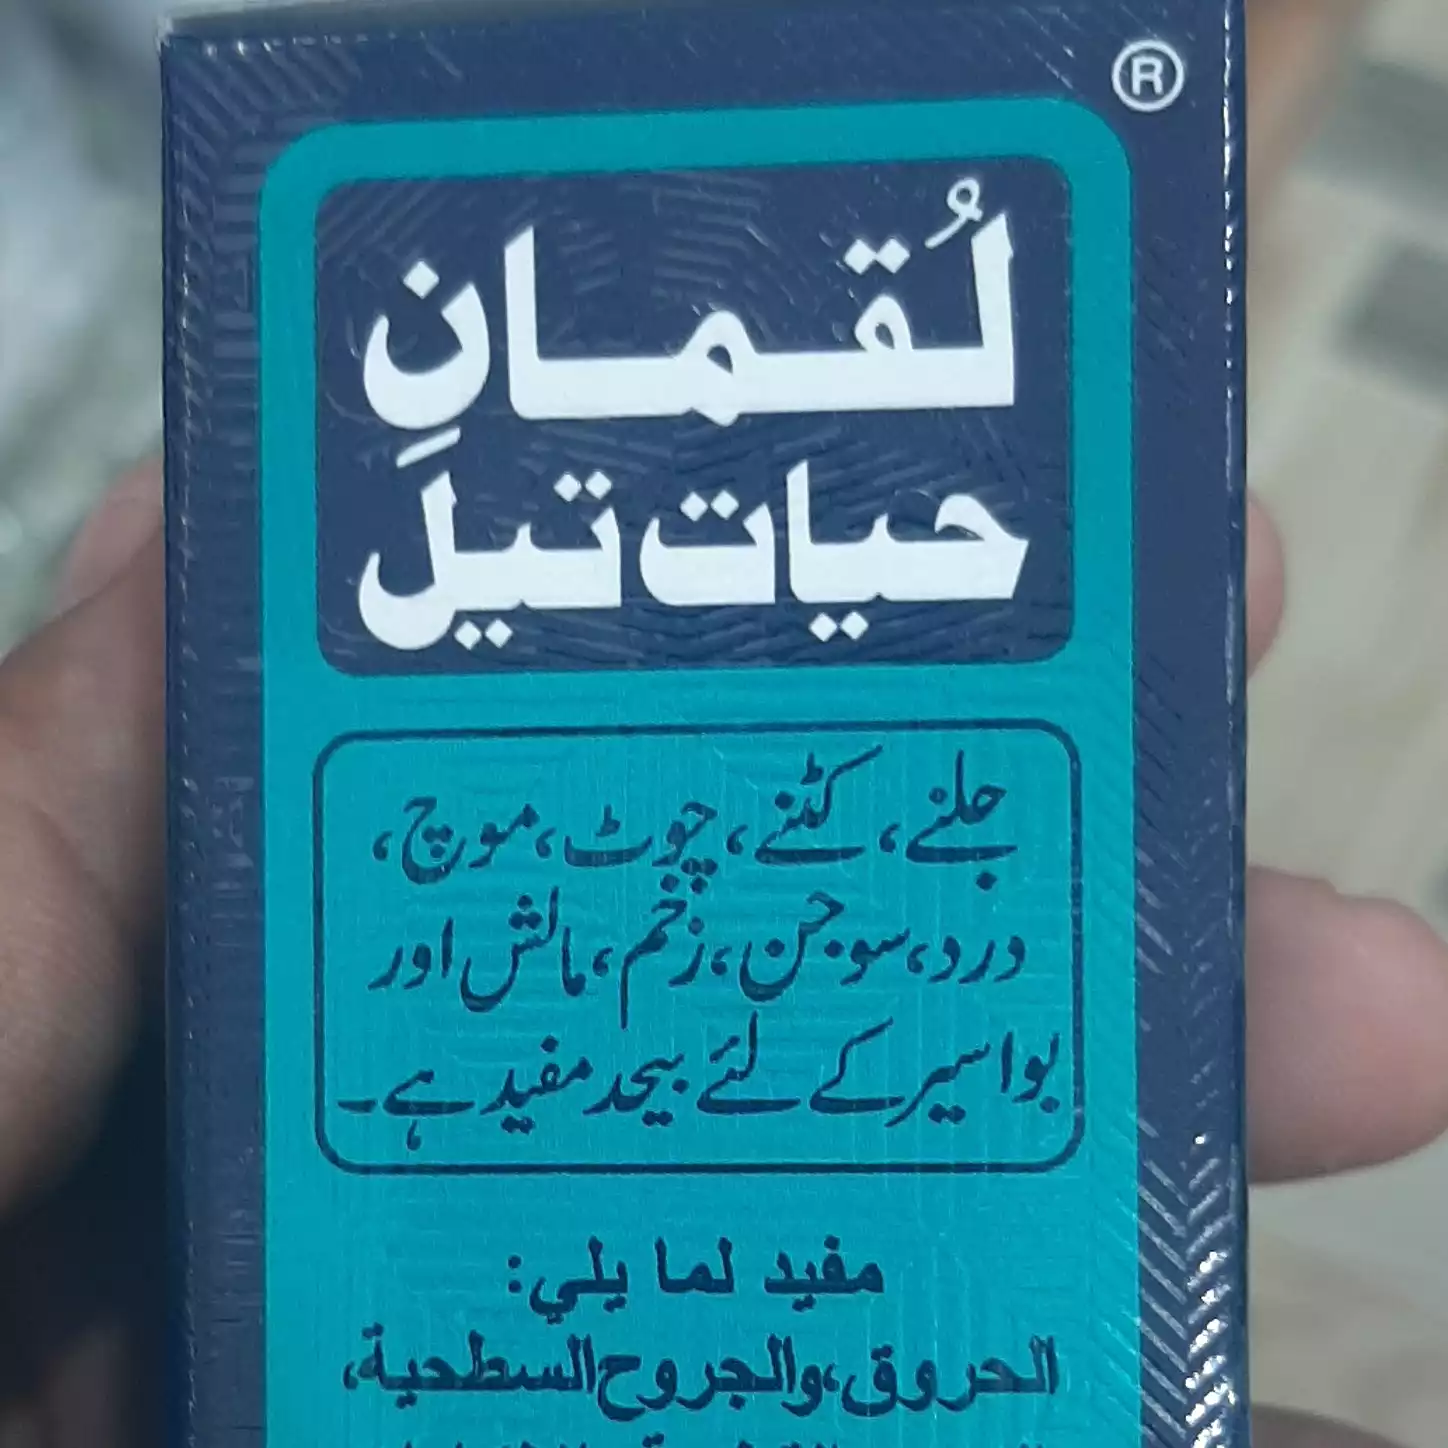 ®
لُقمانِ
حیات تیل
جلنے، کٹنے، چوٹ، موچ،
درد، سوجن، زخم، مالش اور
بواسیر کے لئے بیحد مفید ہے۔
مفيد لما يلي:
الحروق، والجروح السطحية،